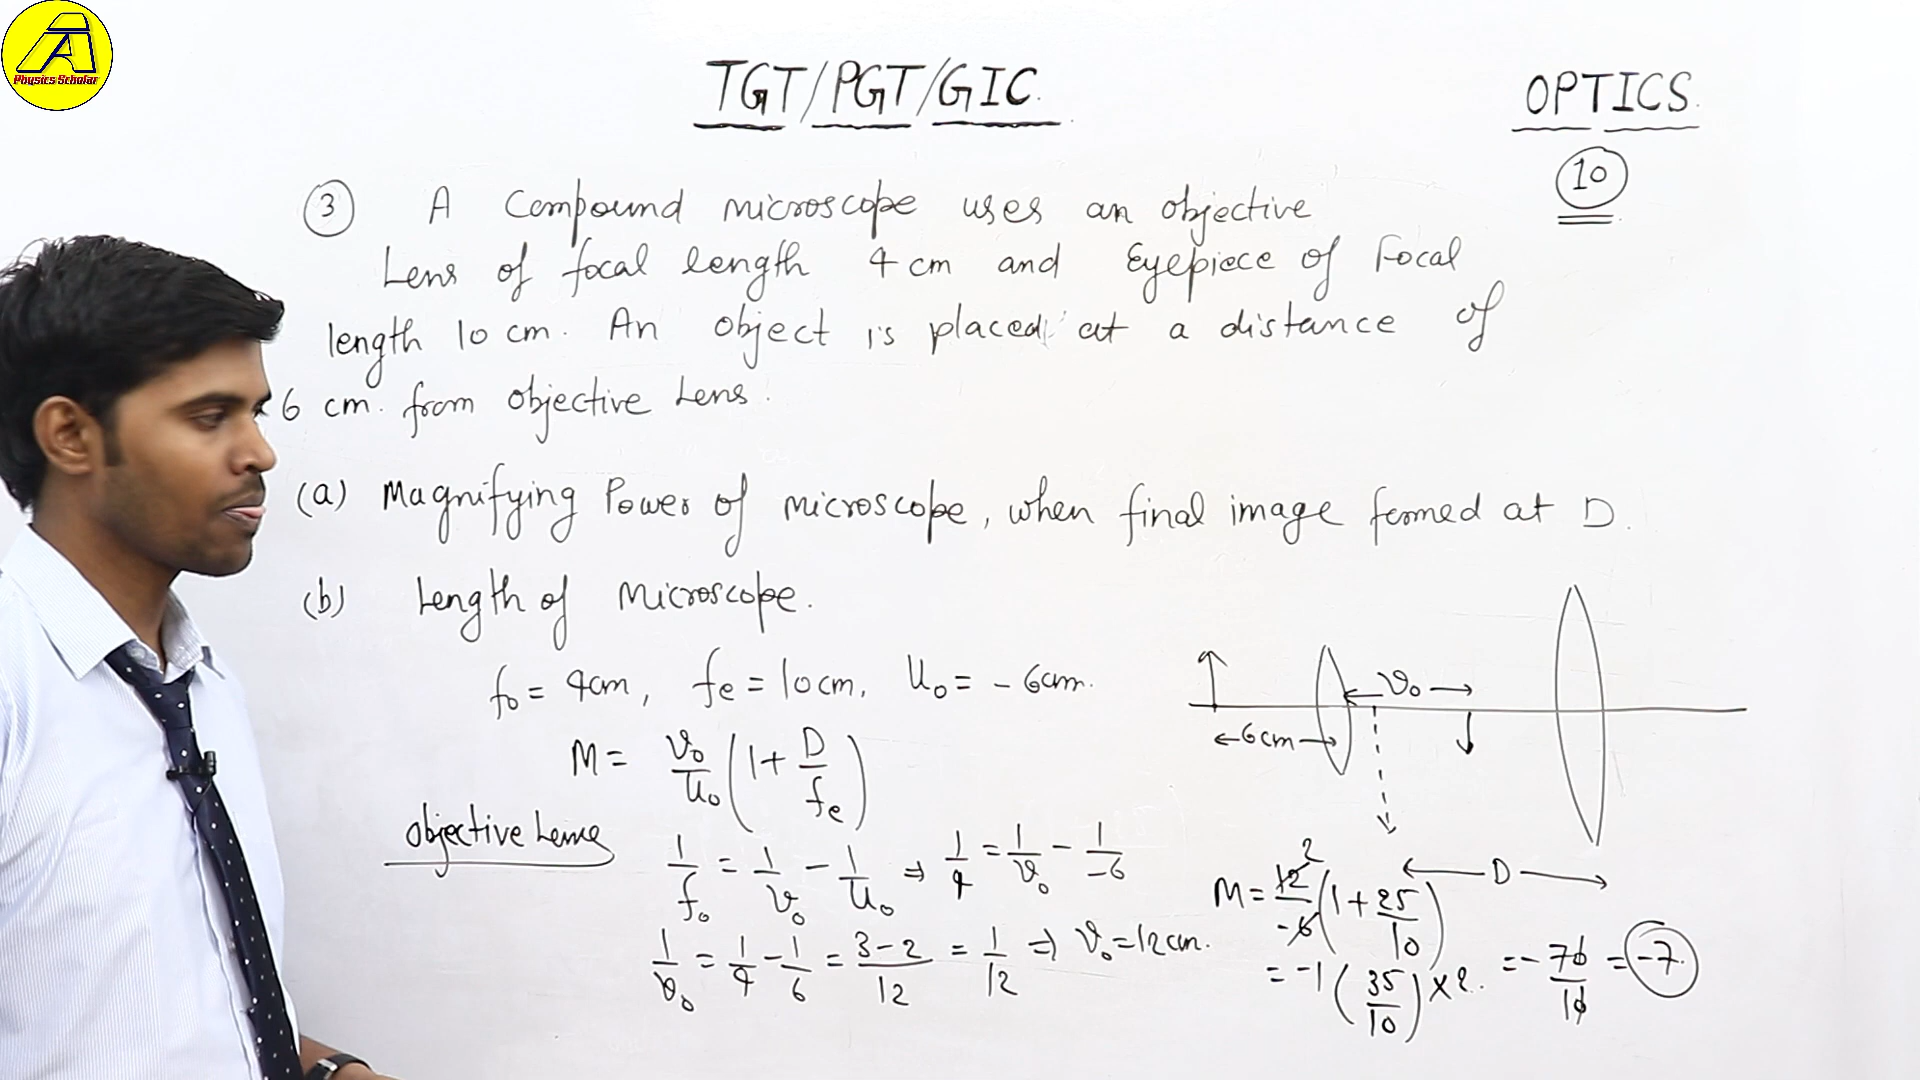 Physics Scholar
TGT/PGT/GIC.
OPTICS.
10
3 A Compound microscope uses an objective
Lens of focal length 4 cm and Eyepiece of Focal
length 10 cm. An object is placed at a distance of
6 cm. from objective Lens.
(a) Magnifying Power of microscope, when final image formed at D.
(b) Length of Microscope.
f₀ = 4cm, fe = 10cm, U₀ = - 6cm.
M = v₀/u₀ (1 + D/fe)
Objective Lens
1/f₀ = 1/v₀ - 1/u₀ ⇒ 1/4 = 1/v₀ - 1/-6
1/v₀ = 1/4 - 1/6 = 3-2/12 = 1/12 ⇒ v₀ = 12cm.
←v₀→
←6cm→
← D →
M = 12/-6 2 (1 + 25/10)
= -1 (35/10) × 2. = - 70/10 = -7.